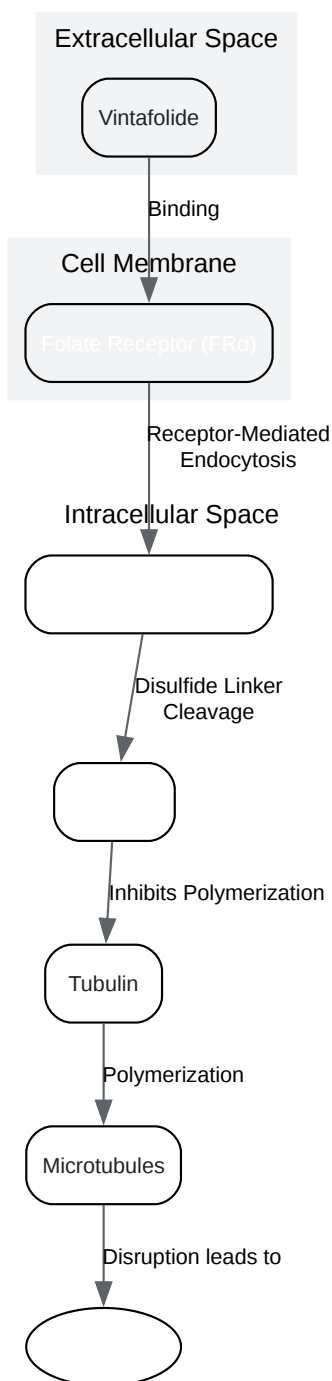 Extracellular Space
Vintafolide
Binding
Cell Membrane
Folate Receptor (FRα)
Receptor-Mediated
Endocytosis
Intracellular Space
Disulfide Linker
Cleavage
Inhibits Polymerization
Tubulin
Polymerization
Microtubules
Disruption leads to